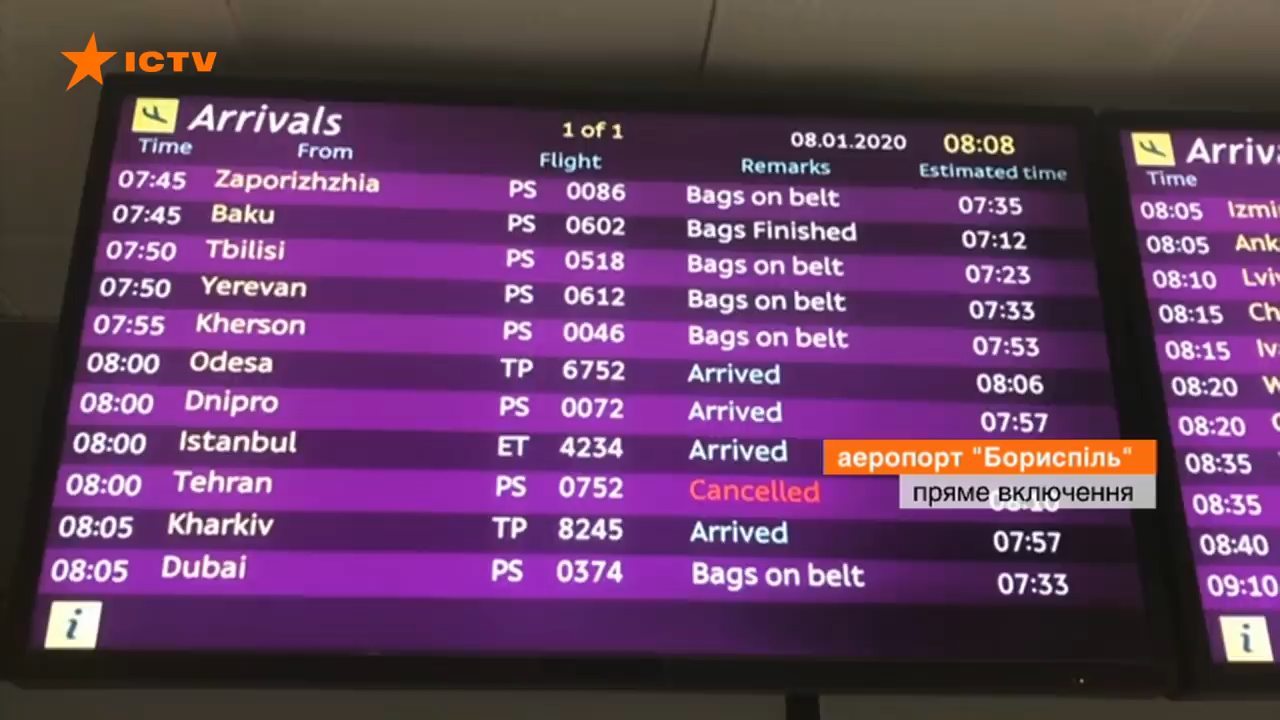 ICTV
Arrivals 1 of 1 08.01.2020 08:08
Time From Flight Remarks Estimated time
07:45 Zaporizhzhia PS 0086 Bags on belt 07:35
07:45 Baku PS 0602 Bags Finished 07:12
07:50 Tbilisi PS 0518 Bags on belt 07:23
07:50 Yerevan PS 0612 Bags on belt 07:33
07:55 Kherson PS 0046 Bags on belt 07:53
08:00 Odesa TP 6752 Arrived 08:06
08:00 Dnipro PS 0072 Arrived 07:57
08:00 Istanbul ET 4234 Arrived
08:00 Tehran PS 0752 Cancelled
08:05 Kharkiv TP 8245 Arrived 07:57
08:05 Dubai PS 0374 Bags on belt 07:33
i
аеропорт "Бориспіль"
пряме включення
Time
08:05
08:05
08:10
08:15
08:15
08:20
08:20
08:35
08:35
08:40
09:10
i